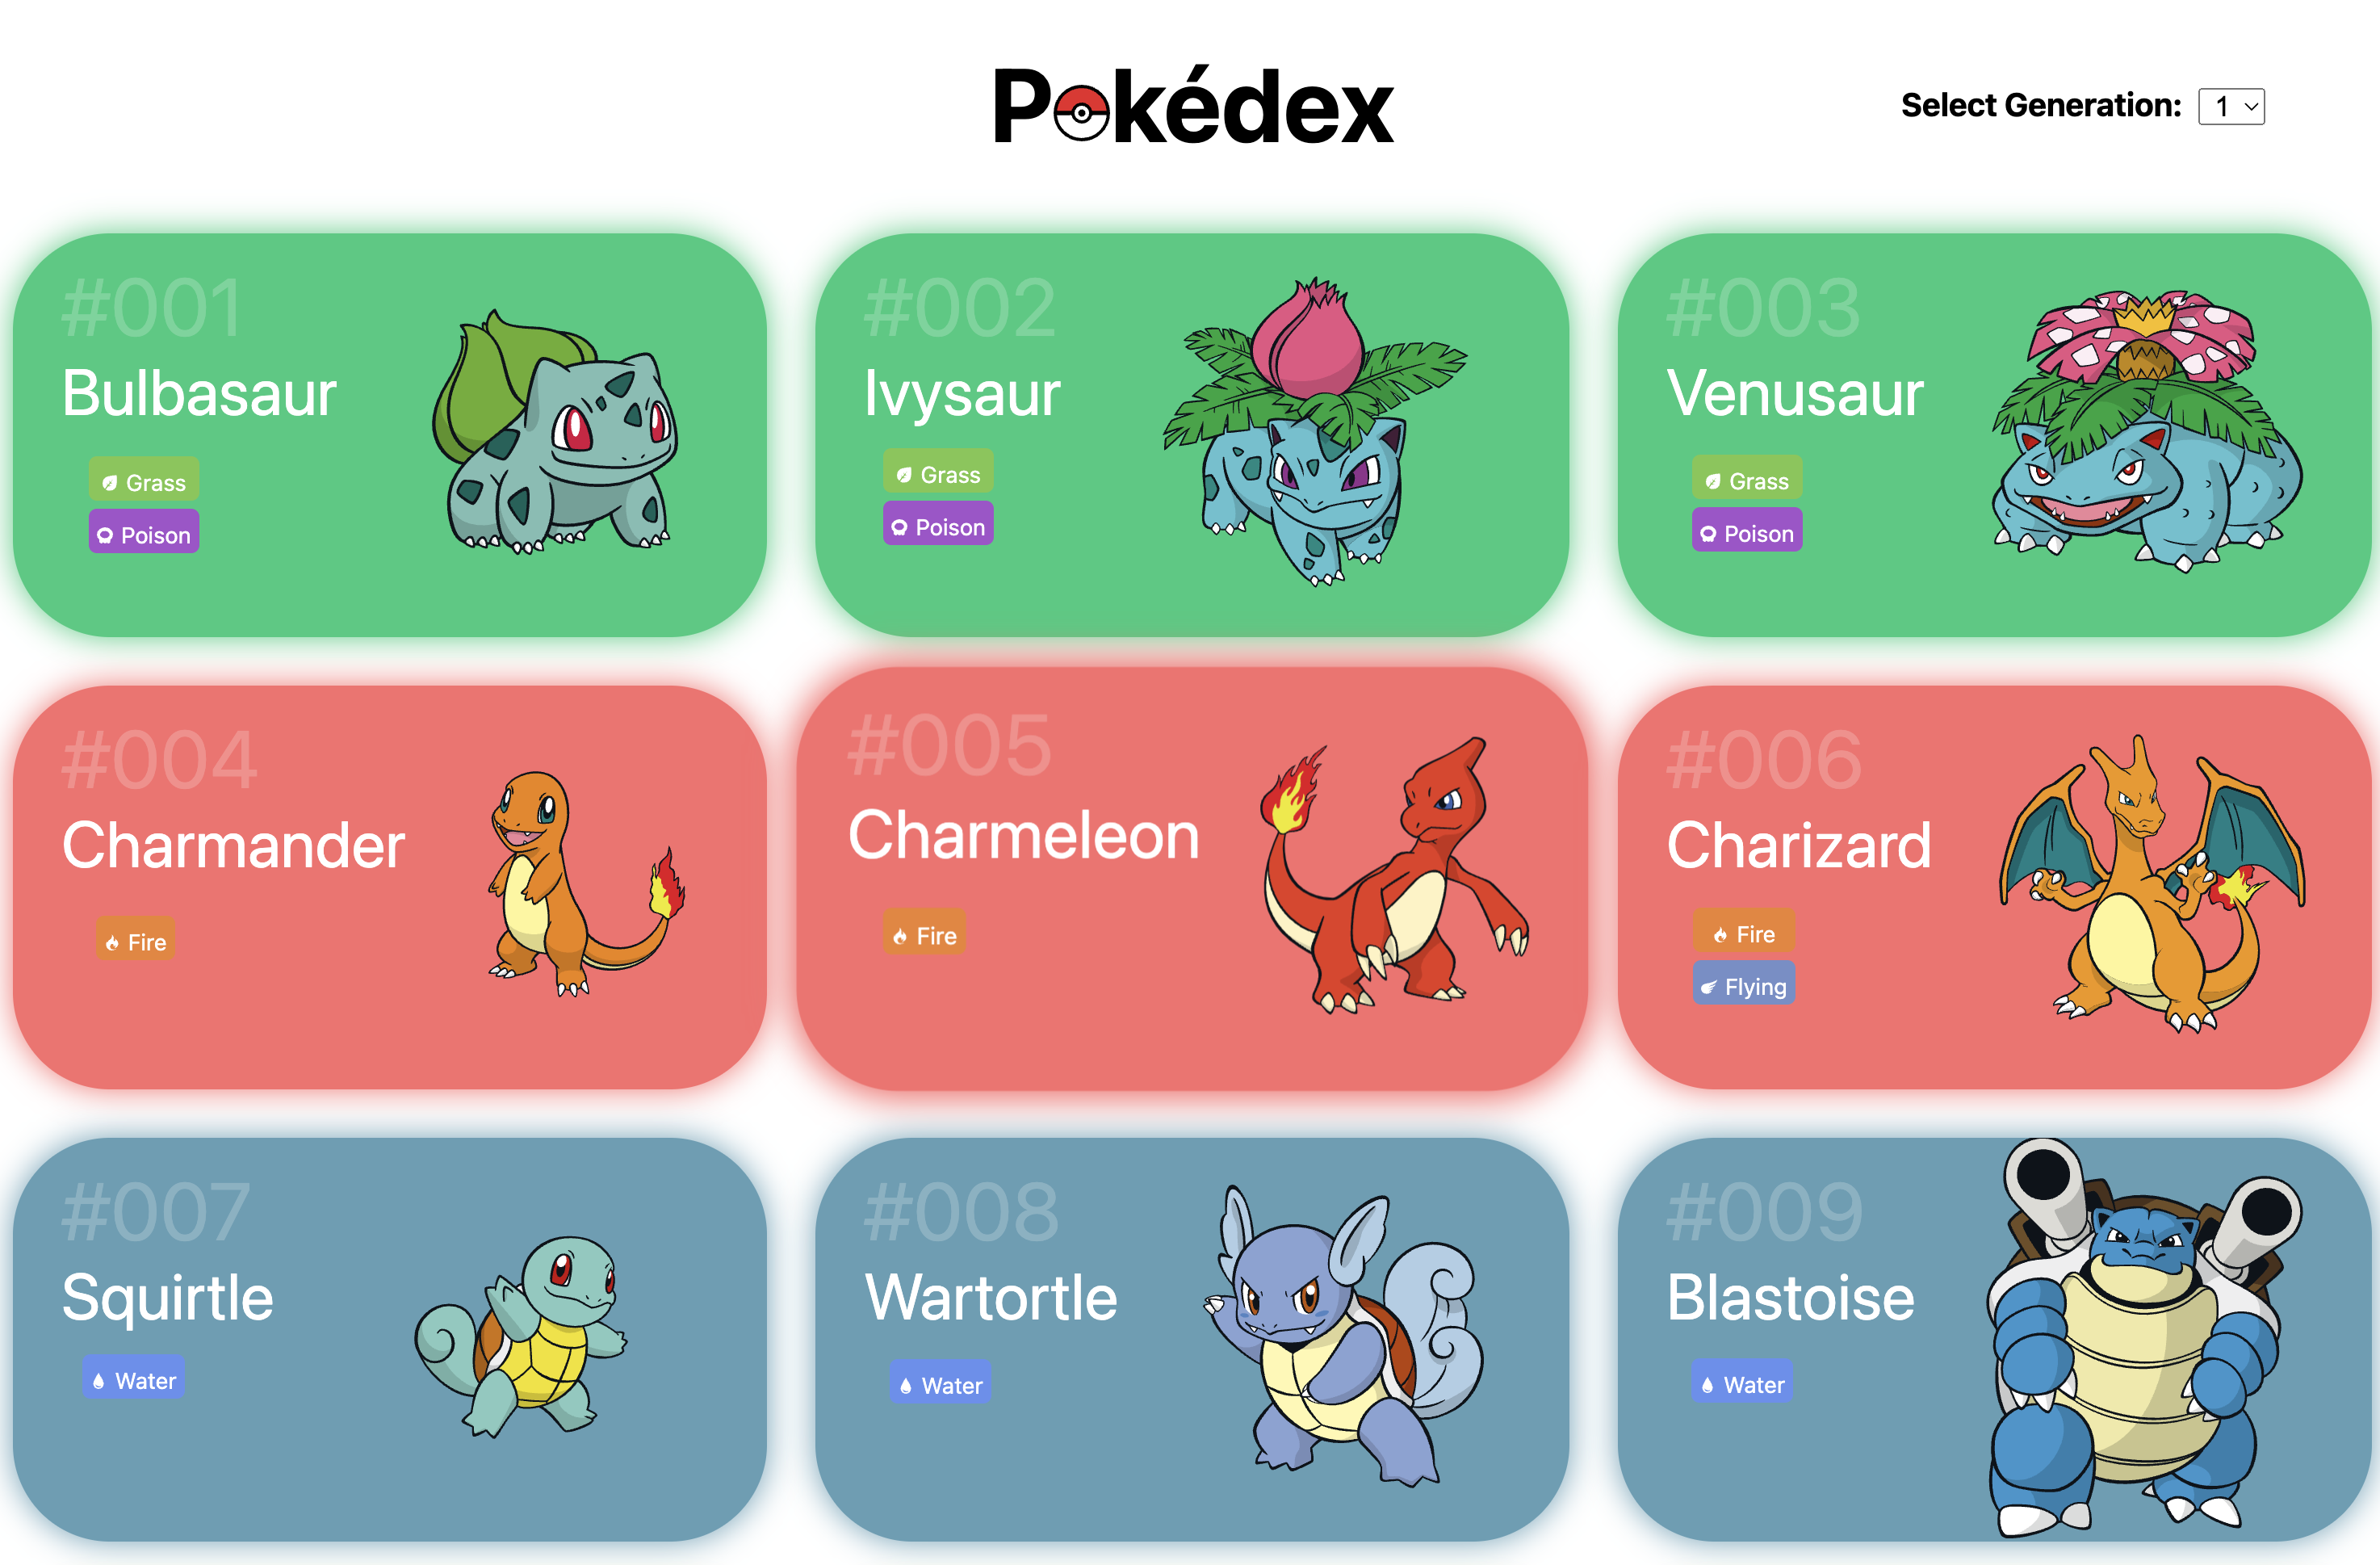 Pokédex
Select Generation: 1
#001
Bulbasaur
Grass
Poison
#002
Ivysaur
Grass
Poison
#003
Venusaur
Grass
Poison
#004
Charmander
Fire
#005
Charmeleon
Fire
#006
Charizard
Fire
Flying
#007
Squirtle
Water
#008
Wartortle
Water
#009
Blastoise
Water